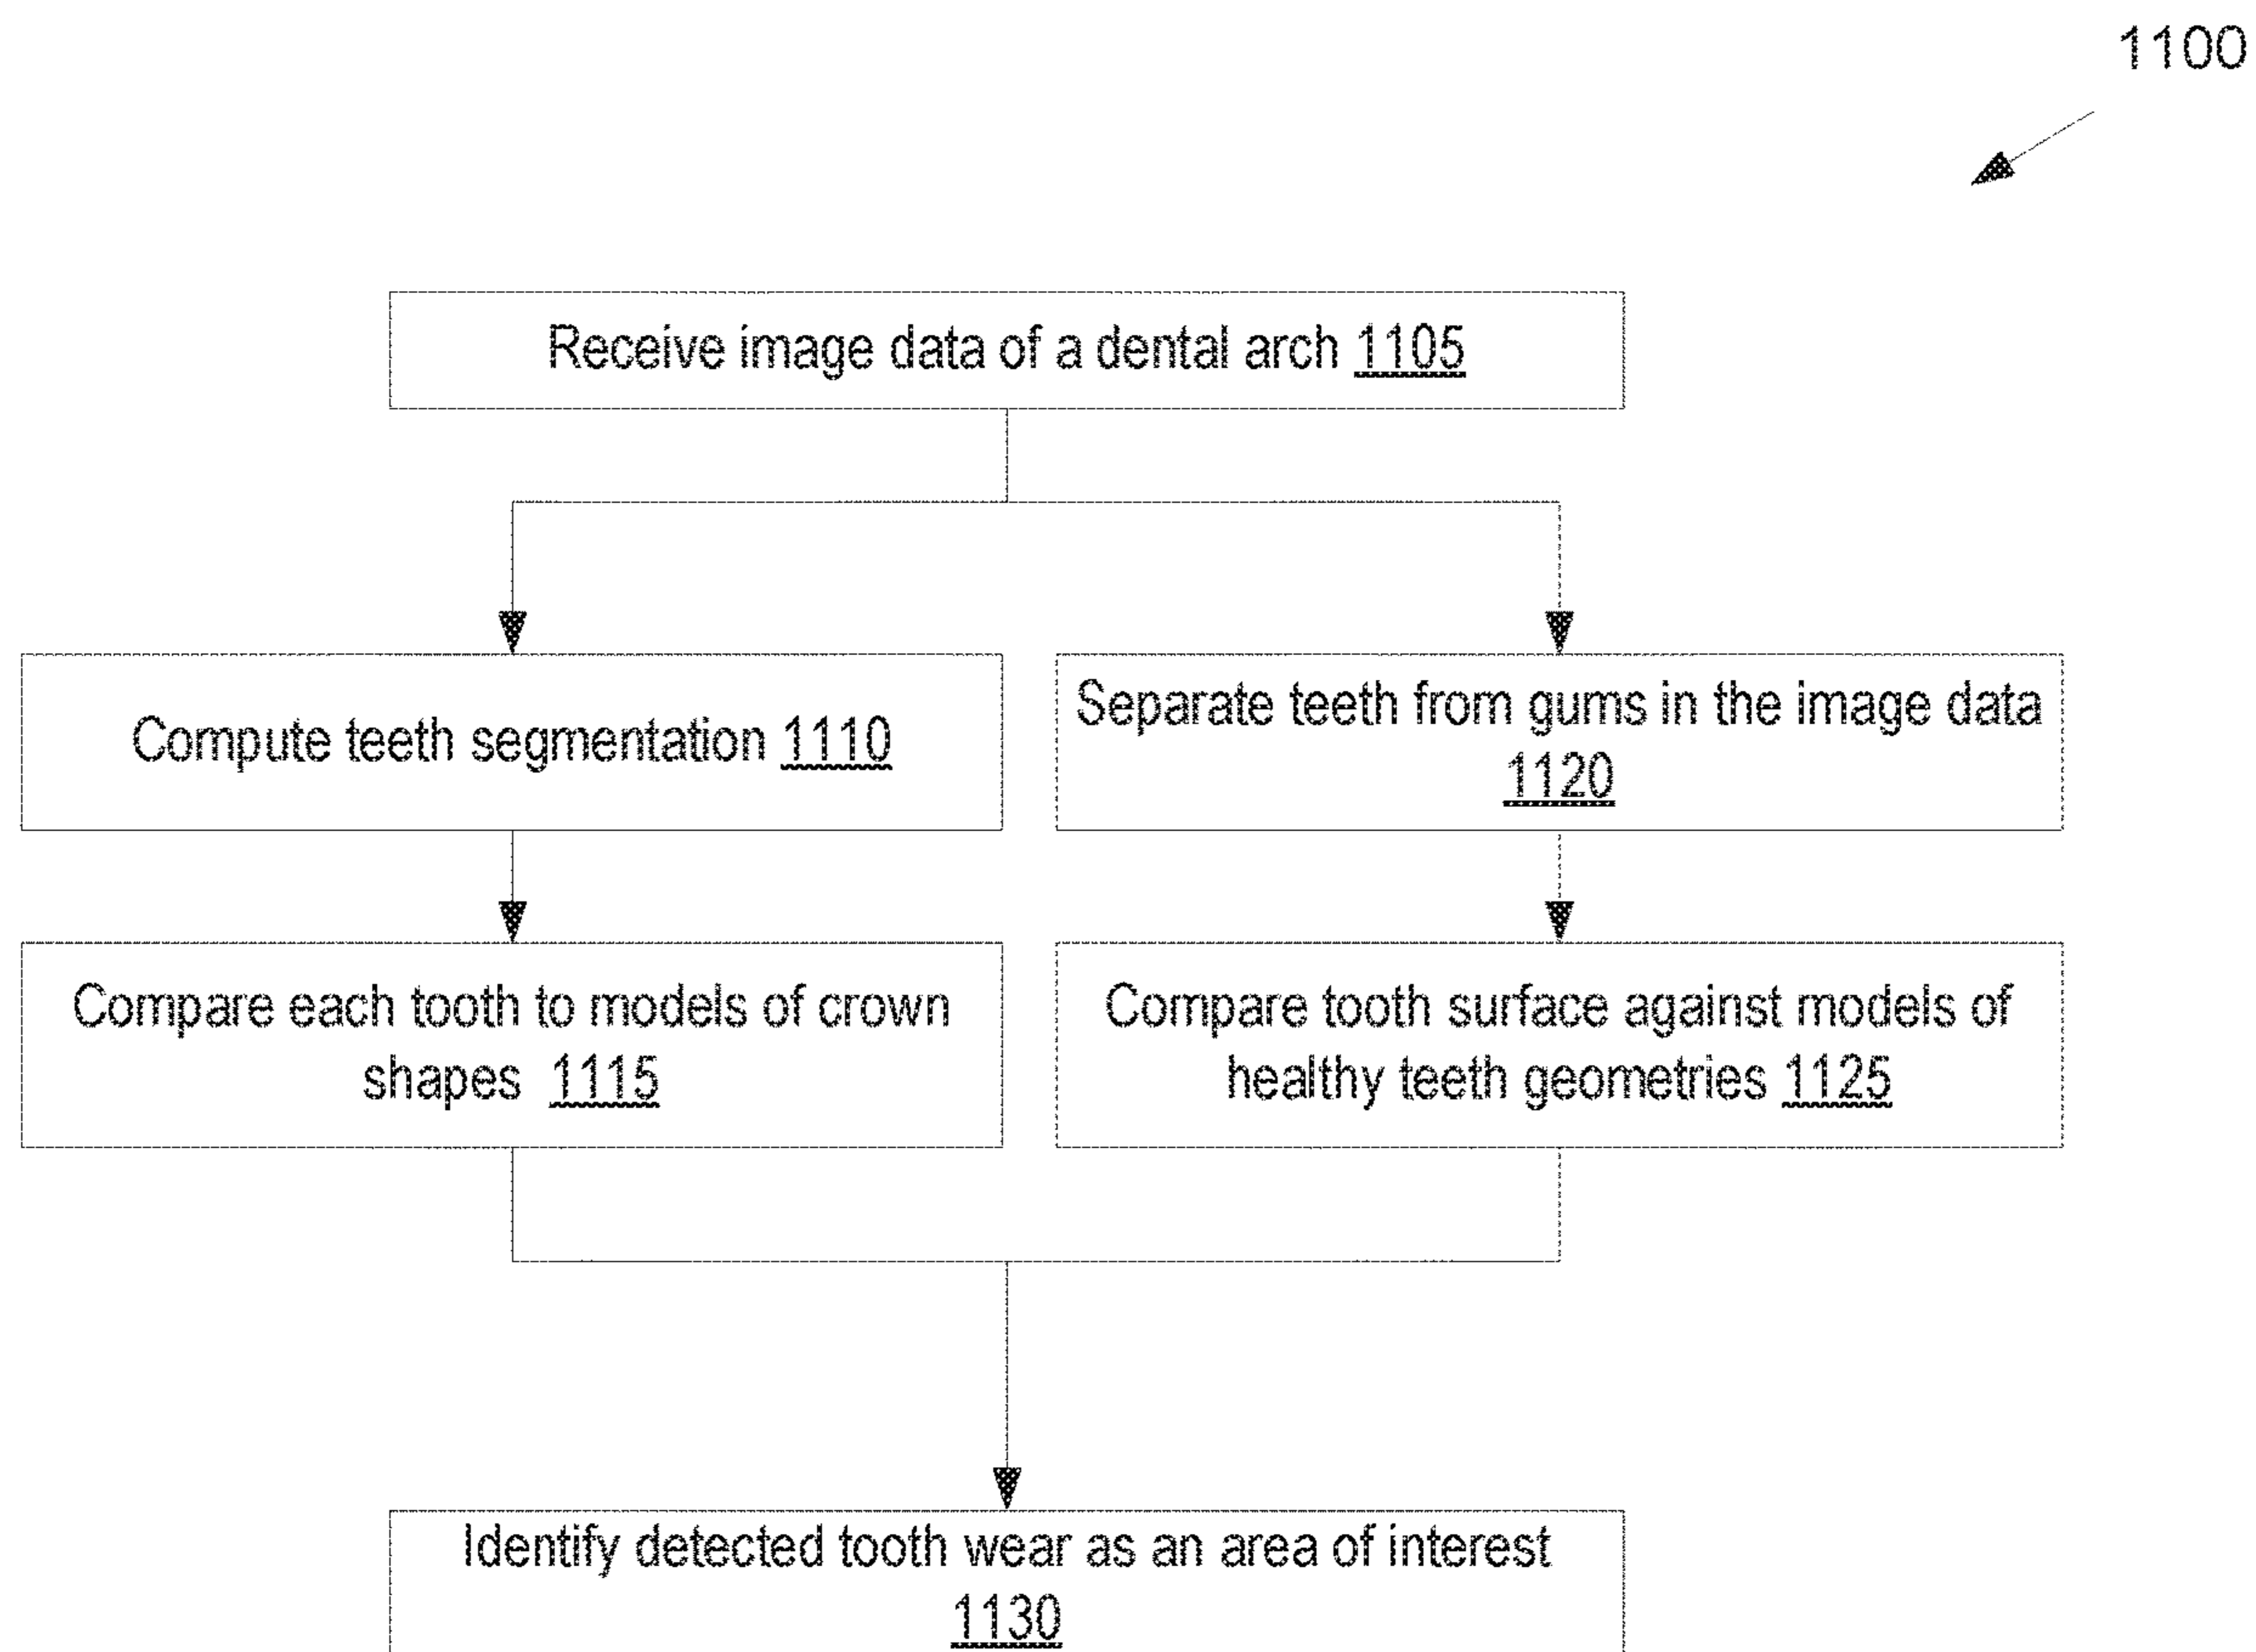 1100
Receive image data of a dental arch 1105
Compute teeth segmentation 1110
Separate teeth from gums in the image data
1120
Compare each tooth to models of crown
shapes 1115
Compare tooth surface against models of
healthy teeth geometries 1125
Identify detected tooth wear as an area of interest
1130